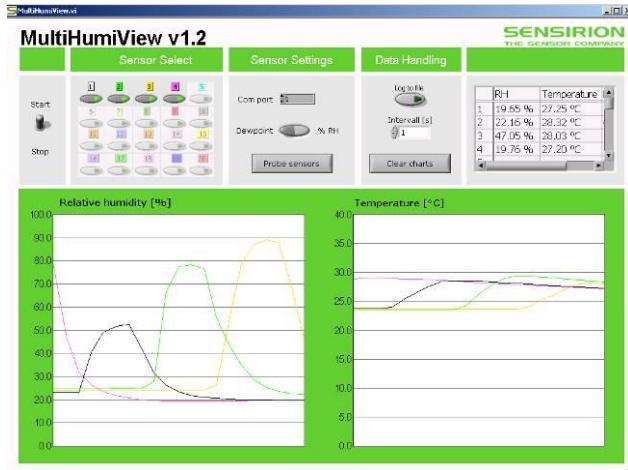 MultiHumiView.vi
MultiHumiView v1.2
SENSIRION
THE SENSOR COMPANY
Sensor Select
Sensor Settings
Data Handling
Start
Stop
1 2 3 4 5
Com port
Dewpoint % RH
Probe sensors
Log to file
Intervall [s]
1
Clear charts
RH Temperature
1 19.65 % 27.25 °C
2 22.16 % 28.32 °C
3 47.05 % 28.03 °C
4 19.76 % 27.20 °C
Relative humidity [%]
100.0
90.0
80.0
70.0
60.0
50.0
40.0
30.0
20.0
10.0
0.0
Temperature [°C]
40.0
35.0
30.0
25.0
20.0
15.0
10.0
5.0
0.0